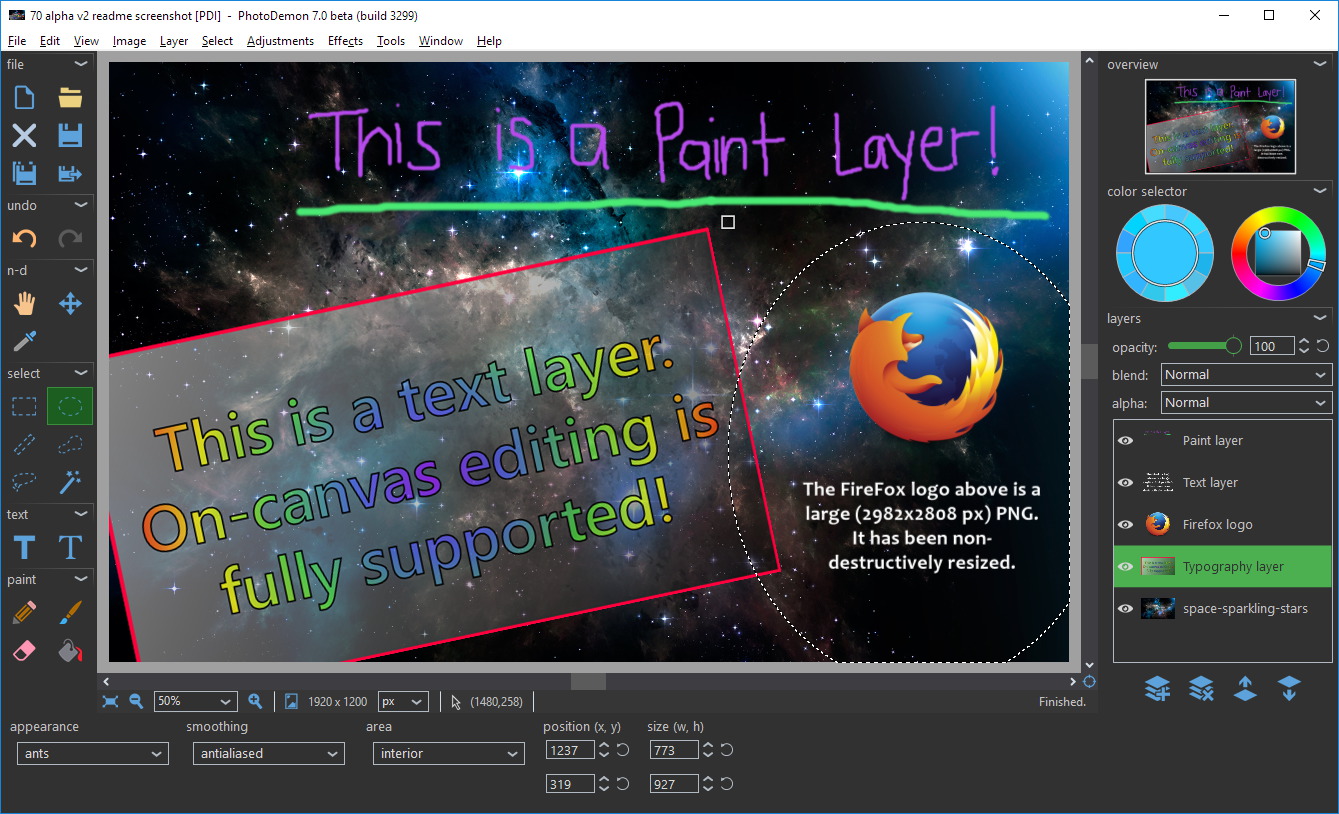 70 alpha v2 readme screenshot [PDI] - PhotoDemon 7.0 beta (build 3299)
File Edit View Image Layer Select Adjustments Effects Tools Window Help
file
undo
n-d
select
text
T T
paint
This is a Paint Layer!
This is a text layer.
On-canvas editing is
fully supported!
The FireFox logo above is a
large (2982x2808 px) PNG.
It has been non-
destructively resized.
overview
color selector
layers
opacity: 100
blend: Normal
alpha: Normal
Paint layer
Text layer
Firefox logo
Typography layer
space-sparkling-stars
50% 1920 x 1200 px (1480,258) Finished.
appearance smoothing area position (x, y) size (w, h)
ants antialiased interior 1237 773
319 927